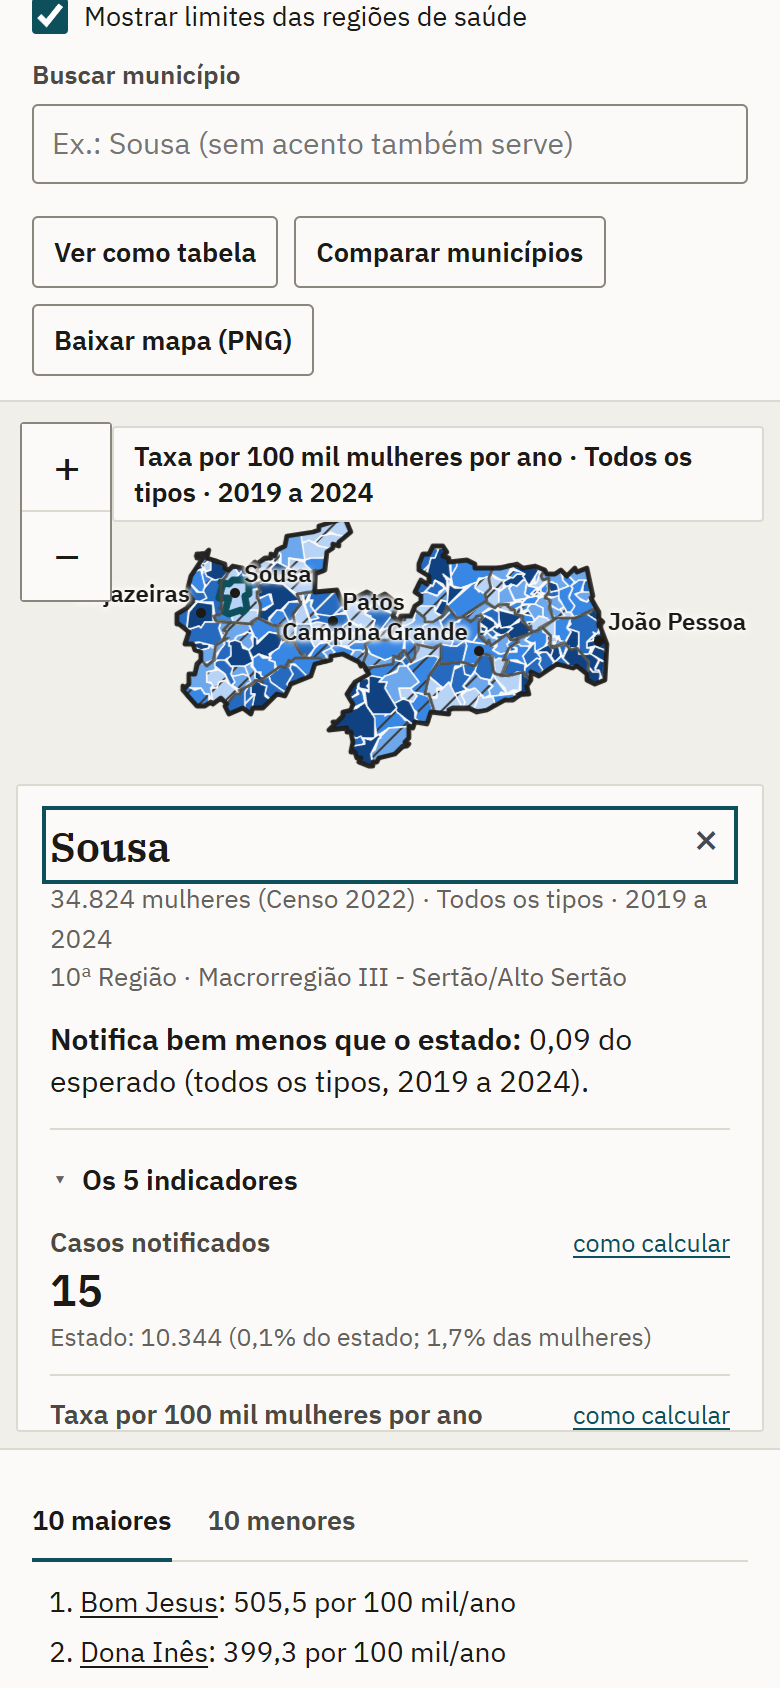 Mostrar limites das regiões de saúde
Buscar município
Ex.: Sousa (sem acento também serve)
Ver como tabela
Comparar municípios
Baixar mapa (PNG)
+
Taxa por 100 mil mulheres por ano · Todos os
tipos · 2019 a 2024
−
Sousa
jazeiras
Patos
Campina Grande
João Pessoa
Sousa ×
34.824 mulheres (Censo 2022) · Todos os tipos · 2019 a
2024
10ª Região · Macrorregião III - Sertão/Alto Sertão
Notifica bem menos que o estado: 0,09 do
esperado (todos os tipos, 2019 a 2024).
▾ Os 5 indicadores
Casos notificados como calcular
15
Estado: 10.344 (0,1% do estado; 1,7% das mulheres)
Taxa por 100 mil mulheres por ano como calcular
10 maiores 10 menores
1. Bom Jesus: 505,5 por 100 mil/ano
2. Dona Inês: 399,3 por 100 mil/ano